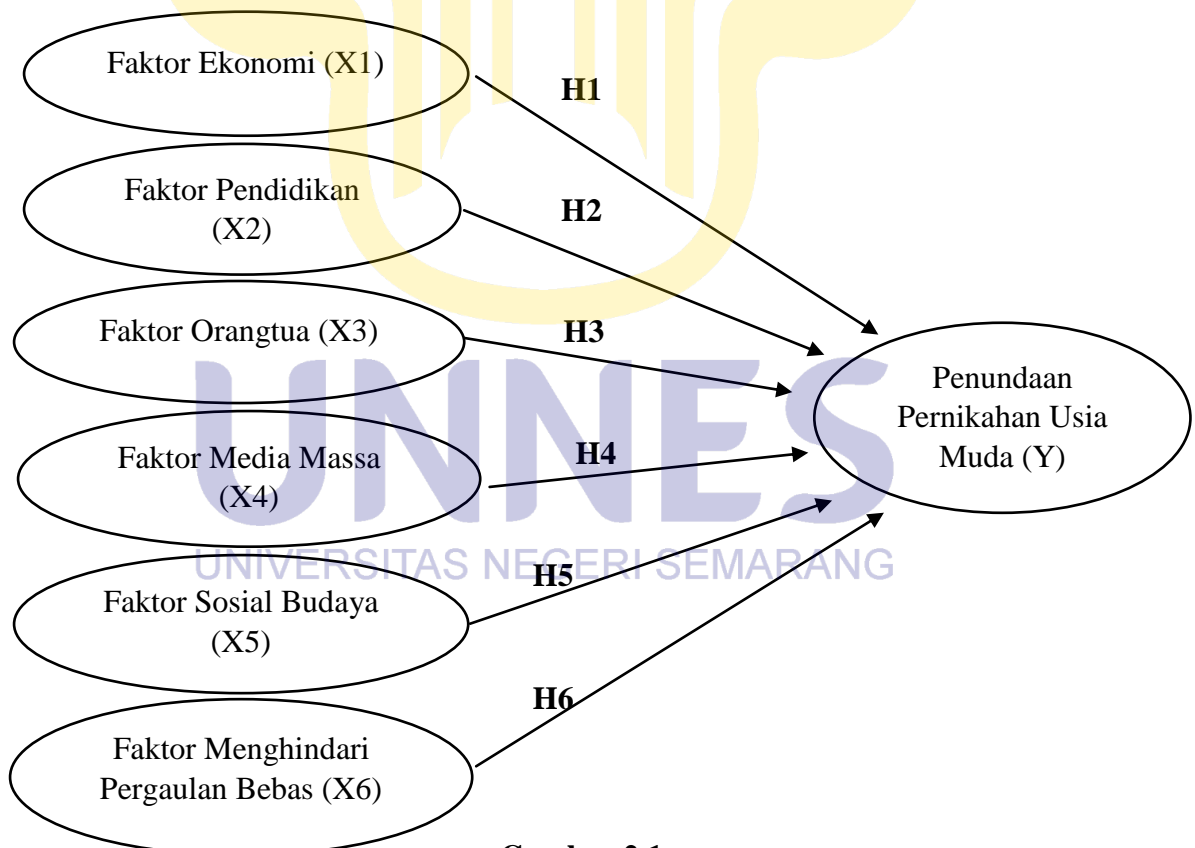 Faktor Ekonomi (X1)
H1
Faktor Pendidikan
(X2)
H2
Faktor Orangtua (X3)
H3
Penundaan
Pernikahan Usia
Muda (Y)
Faktor Media Massa
(X4)
H4
UNNES
UNIVERSITAS NEGERI SEMARANG
Faktor Sosial Budaya
(X5)
H5
Faktor Menghindari
Pergaulan Bebas (X6)
H6